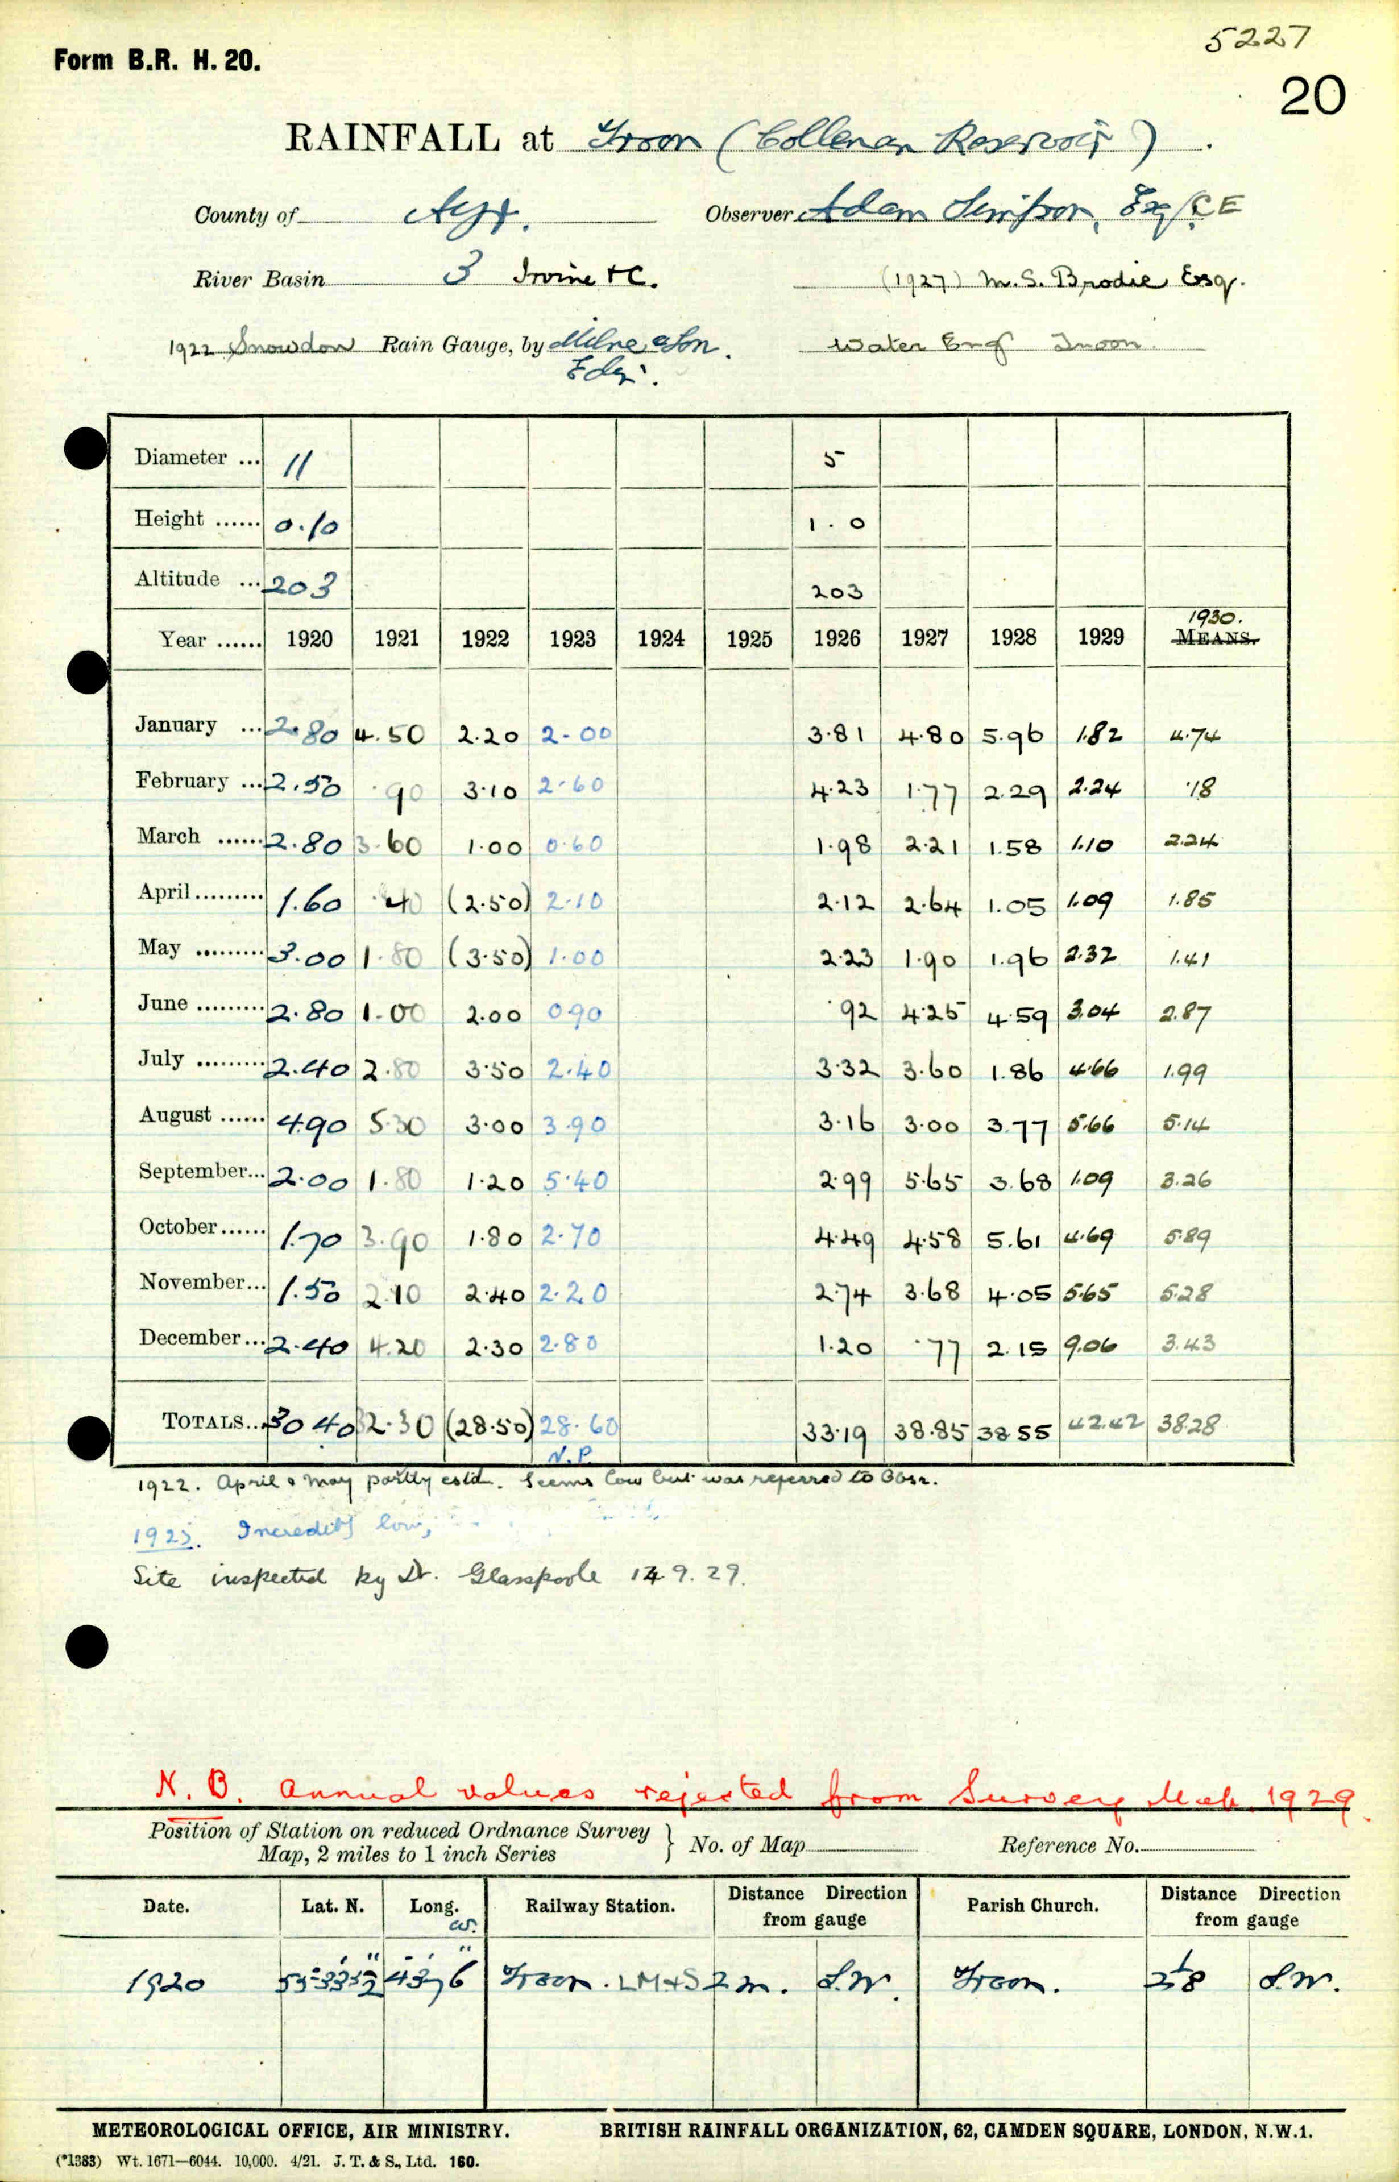 5227
Form B.R. H. 20.
20
RAINFALL at Troon (Collenan Reservoir).
County of Ayr. Observer Adam Simpson, Esq, C.E
River Basin 3 Irvine &C. (1927) M.S. Brodie Esq.
1922 Snowdon Rain Gauge, by Milne & Son. Water Eng Troon.
Edin.
Diameter ... 11 5
Height ...... 0.10 1.0
Altitude ... 203 203
1930.
Year ...... 1920 1921 1922 1923 1924 1925 1926 1927 1928 1929 MEANS.
January ... 2.80 4.50 2.20 2.00 3.81 4.80 5.96 1.82 4.74
February ... 2.50 .90 3.10 2.60 4.23 1.77 2.29 2.24 .18
March ...... 2.80 3.60 1.00 0.60 1.98 2.21 1.58 1.10 2.24
April ......... 1.60 .40 (2.50) 2.10 2.12 2.64 1.05 1.09 1.85
May ......... 3.00 1.80 (3.50) 1.00 2.23 1.90 1.96 2.32 1.41
June ......... 2.80 1.00 2.00 0.90 .92 4.25 4.59 3.04 2.87
July ......... 2.40 2.80 3.50 2.40 3.32 3.60 1.86 4.66 1.99
August ...... 4.90 5.30 3.00 3.90 3.16 3.00 3.77 5.66 5.14
September... 2.00 1.80 1.20 5.40 2.99 5.65 3.68 1.09 3.26
October...... 1.70 3.90 1.80 2.70 4.49 4.58 5.61 4.69 5.89
November... 1.50 2.10 2.40 2.20 2.74 3.68 4.05 5.65 5.28
December... 2.40 4.20 2.30 2.80 1.20 .77 2.15 9.06 3.43
TOTALS... 30.40 32.30 (28.50) 28.60 33.19 38.85 38.55 42.42 38.28
N.P.
1922. April & May partly estd. Seems low but was referred to Obsr.
1923. Incredibly low,
Site inspected by Dr. Glasspoole 14.9.29.
N.B. Annual values rejected from Survey Mch. 1929.
Position of Station on reduced Ordnance Survey Map, 2 miles to 1 inch Series } No. of Map Reference No.
Date. Lat. N. Long. W. Railway Station. Distance Direction from gauge Parish Church. Distance Direction from gauge
1920 Troon. LM&S 2 m. S.W. Troon. 2 1/8 S.W.
METEOROLOGICAL OFFICE, AIR MINISTRY. BRITISH RAINFALL ORGANIZATION, 62, CAMDEN SQUARE, LONDON, N.W.1.
(*1383) Wt. 1671—6044. 10,000. 4/21. J. T. & S., Ltd. 160.